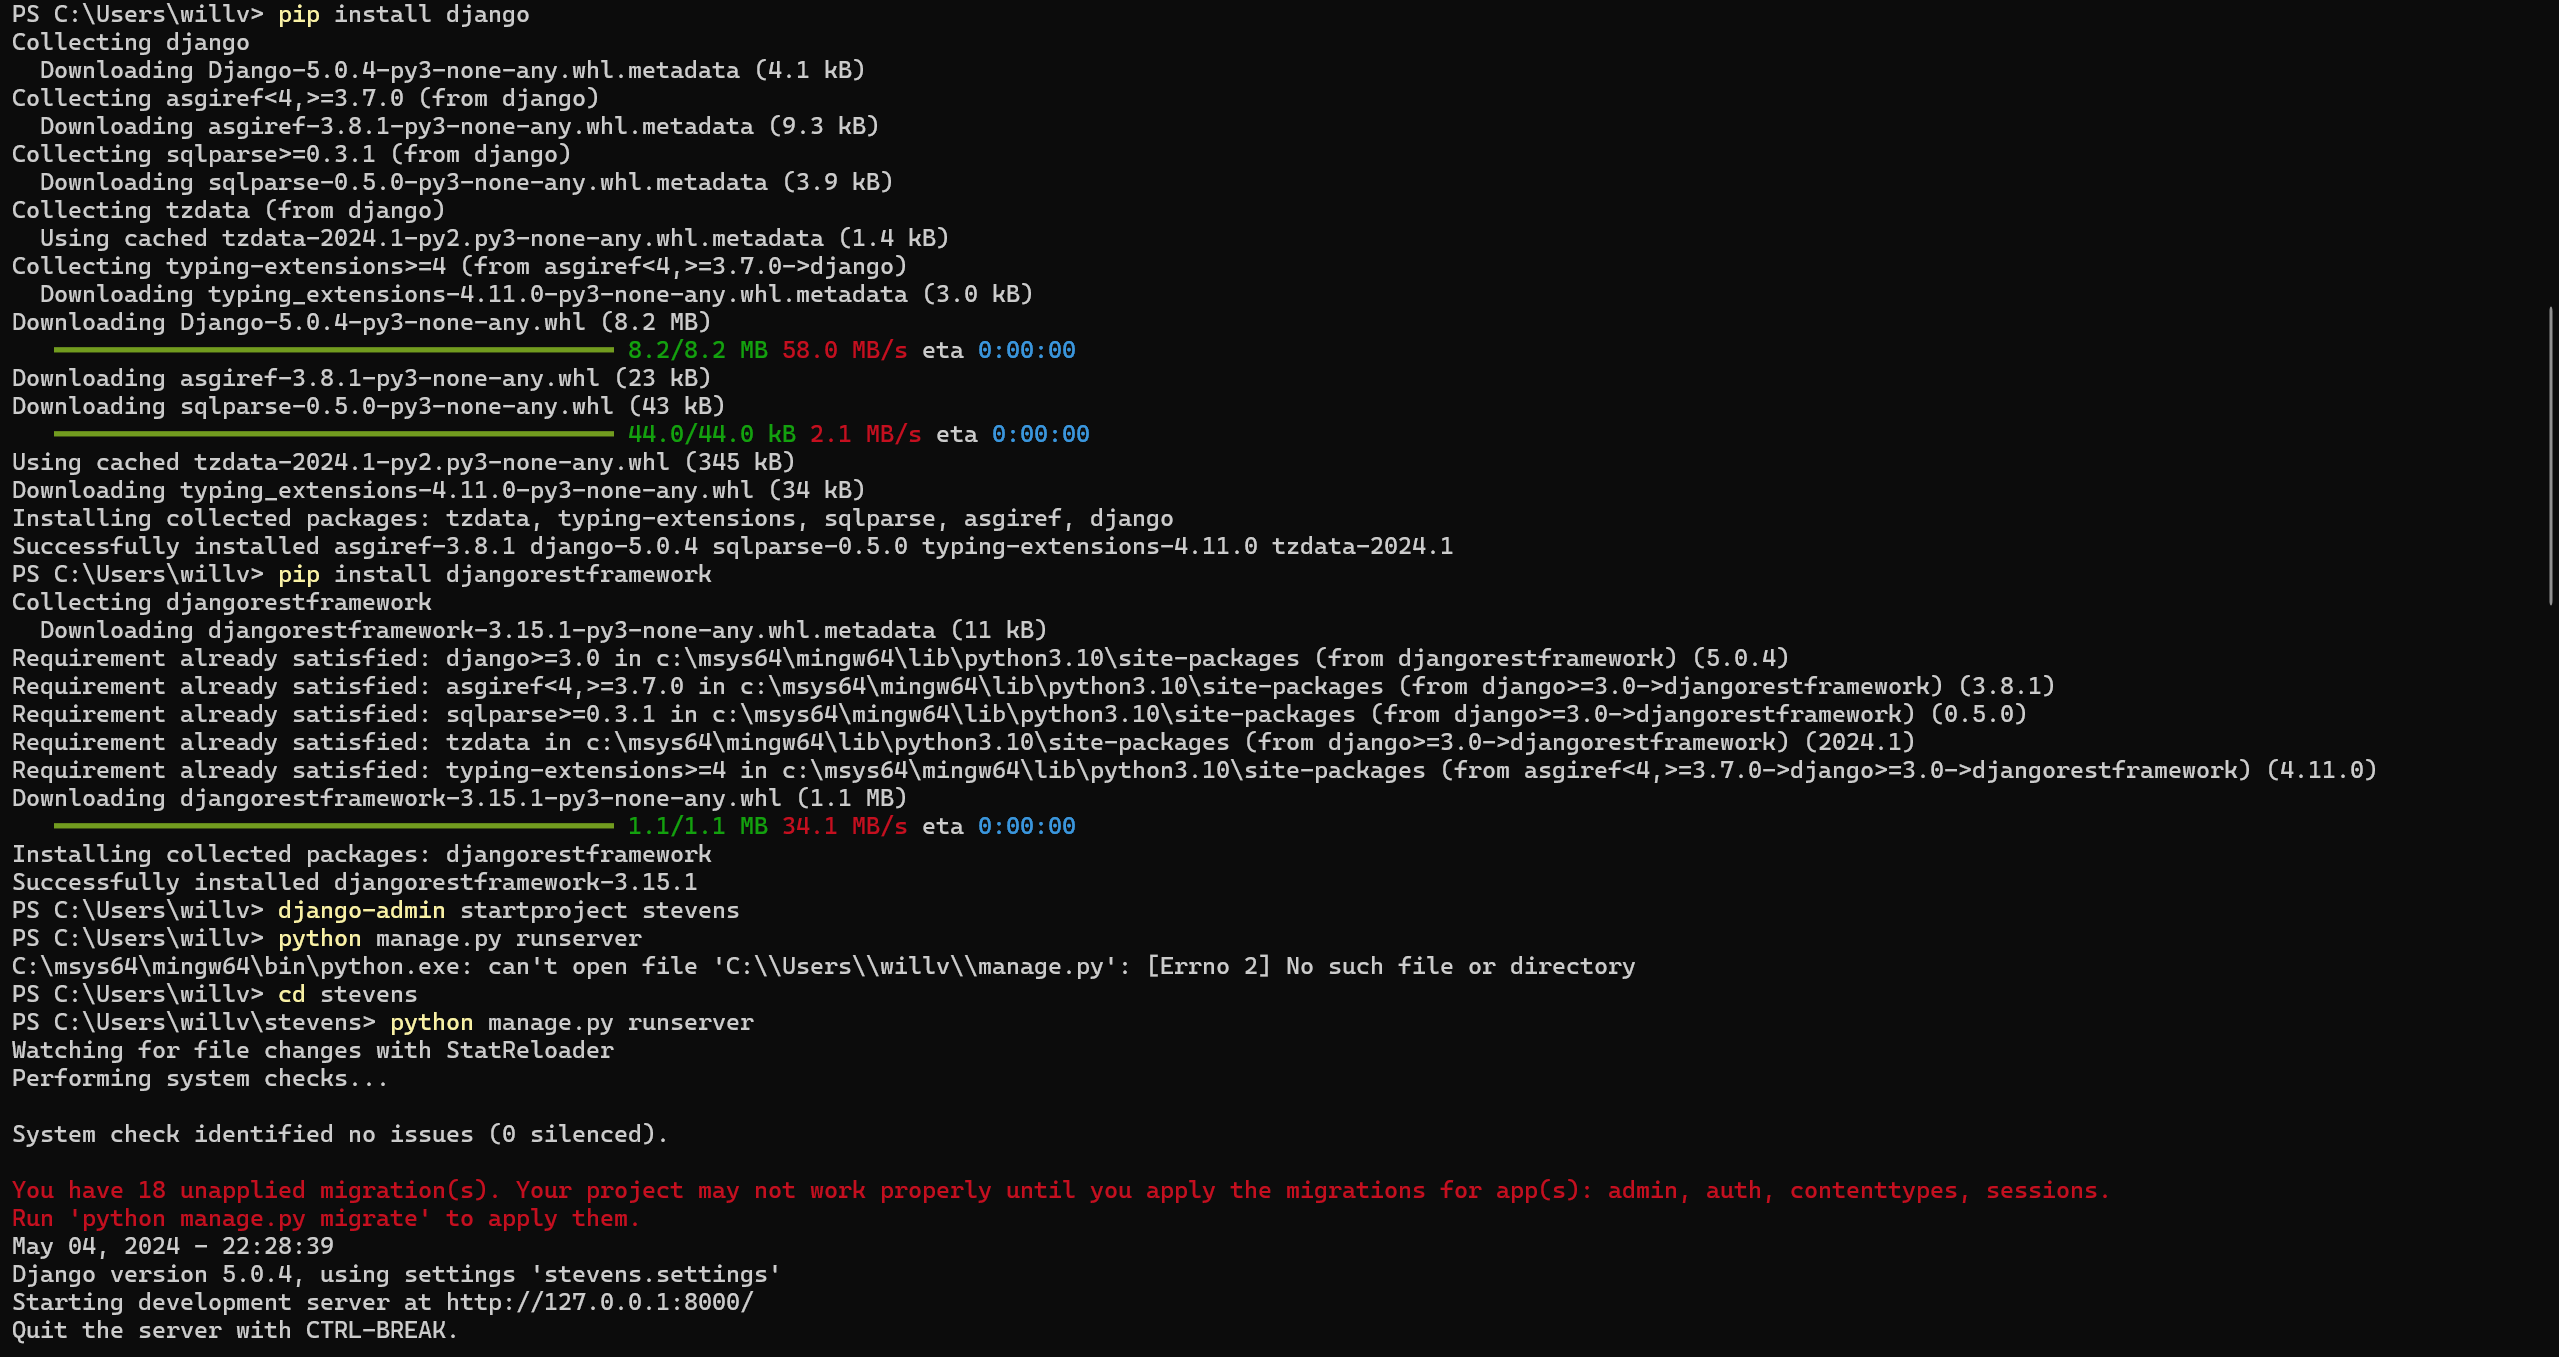 PS C:\Users\willv> pip install django
Collecting django
  Downloading Django-5.0.4-py3-none-any.whl.metadata (4.1 kB)
Collecting asgiref<4,>=3.7.0 (from django)
  Downloading asgiref-3.8.1-py3-none-any.whl.metadata (9.3 kB)
Collecting sqlparse>=0.3.1 (from django)
  Downloading sqlparse-0.5.0-py3-none-any.whl.metadata (3.9 kB)
Collecting tzdata (from django)
  Using cached tzdata-2024.1-py2.py3-none-any.whl.metadata (1.4 kB)
Collecting typing-extensions>=4 (from asgiref<4,>=3.7.0->django)
  Downloading typing_extensions-4.11.0-py3-none-any.whl.metadata (3.0 kB)
Downloading Django-5.0.4-py3-none-any.whl (8.2 MB)
8.2/8.2 MB 58.0 MB/s eta 0:00:00
Downloading asgiref-3.8.1-py3-none-any.whl (23 kB)
Downloading sqlparse-0.5.0-py3-none-any.whl (43 kB)
44.0/44.0 kB 2.1 MB/s eta 0:00:00
Using cached tzdata-2024.1-py2.py3-none-any.whl (345 kB)
Downloading typing_extensions-4.11.0-py3-none-any.whl (34 kB)
Installing collected packages: tzdata, typing-extensions, sqlparse, asgiref, django
Successfully installed asgiref-3.8.1 django-5.0.4 sqlparse-0.5.0 typing-extensions-4.11.0 tzdata-2024.1
PS C:\Users\willv> pip install djangorestframework
Collecting djangorestframework
  Downloading djangorestframework-3.15.1-py3-none-any.whl.metadata (11 kB)
Requirement already satisfied: django>=3.0 in c:\msys64\mingw64\lib\python3.10\site-packages (from djangorestframework) (5.0.4)
Requirement already satisfied: asgiref<4,>=3.7.0 in c:\msys64\mingw64\lib\python3.10\site-packages (from django>=3.0->djangorestframework) (3.8.1)
Requirement already satisfied: sqlparse>=0.3.1 in c:\msys64\mingw64\lib\python3.10\site-packages (from django>=3.0->djangorestframework) (0.5.0)
Requirement already satisfied: tzdata in c:\msys64\mingw64\lib\python3.10\site-packages (from django>=3.0->djangorestframework) (2024.1)
Requirement already satisfied: typing-extensions>=4 in c:\msys64\mingw64\lib\python3.10\site-packages (from asgiref<4,>=3.7.0->django>=3.0->djangorestframework) (4.11.0)
Downloading djangorestframework-3.15.1-py3-none-any.whl (1.1 MB)
1.1/1.1 MB 34.1 MB/s eta 0:00:00
Installing collected packages: djangorestframework
Successfully installed djangorestframework-3.15.1
PS C:\Users\willv> django-admin startproject stevens
PS C:\Users\willv> python manage.py runserver
C:\msys64\mingw64\bin\python.exe: can't open file 'C:\\Users\\willv\\manage.py': [Errno 2] No such file or directory
PS C:\Users\willv> cd stevens
PS C:\Users\willv\stevens> python manage.py runserver
Watching for file changes with StatReloader
Performing system checks...

System check identified no issues (0 silenced).

You have 18 unapplied migration(s). Your project may not work properly until you apply the migrations for app(s): admin, auth, contenttypes, sessions.
Run 'python manage.py migrate' to apply them.
May 04, 2024 - 22:28:39
Django version 5.0.4, using settings 'stevens.settings'
Starting development server at http://127.0.0.1:8000/
Quit the server with CTRL-BREAK.